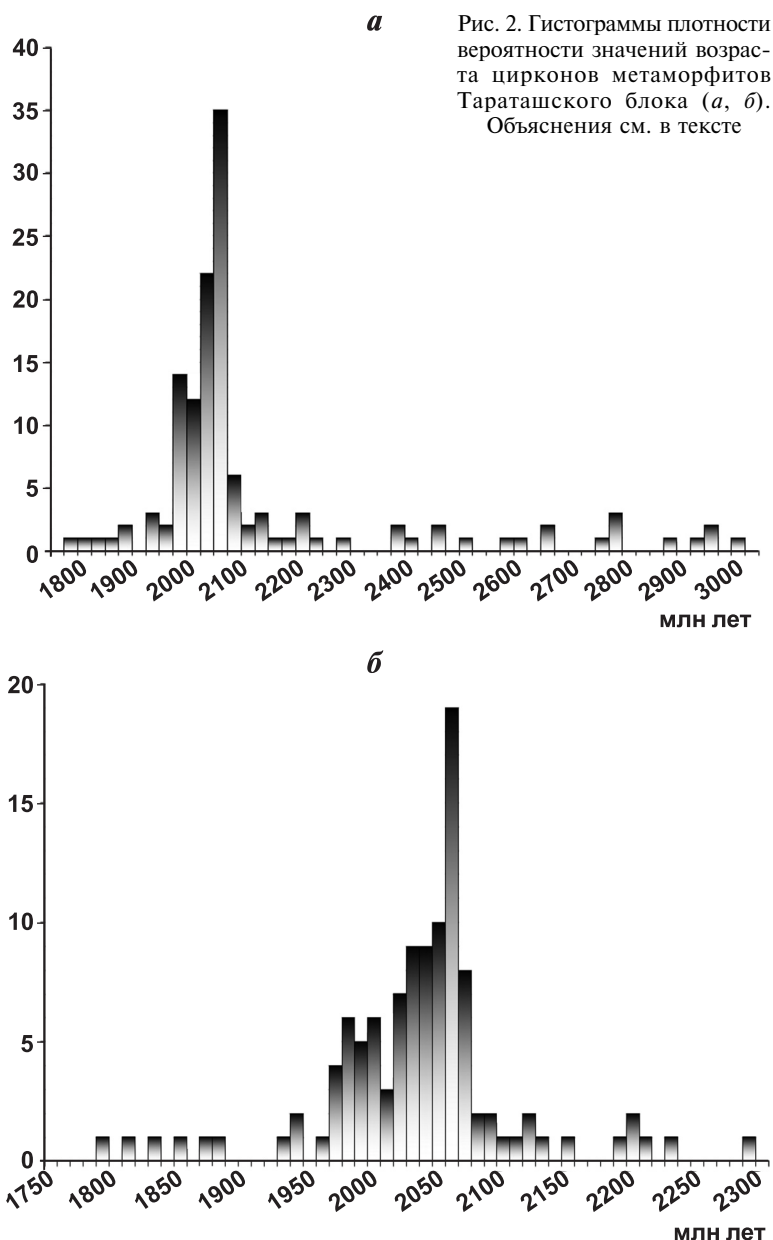 а
Рис. 2. Гистограммы плотности
вероятности значений возрас-
та цирконов метаморфитов
Тараташского блока (а, б).
Объяснения см. в тексте
40
35
30
25
20
15
10
5
0
1800 1900 2000 2100 2200 2300 2400 2500 2600 2700 2800 2900 3000
млн лет
б
20
15
10
5
0
1750 1800 1850 1900 1950 2000 2050 2100 2150 2200 2250 2300
млн лет